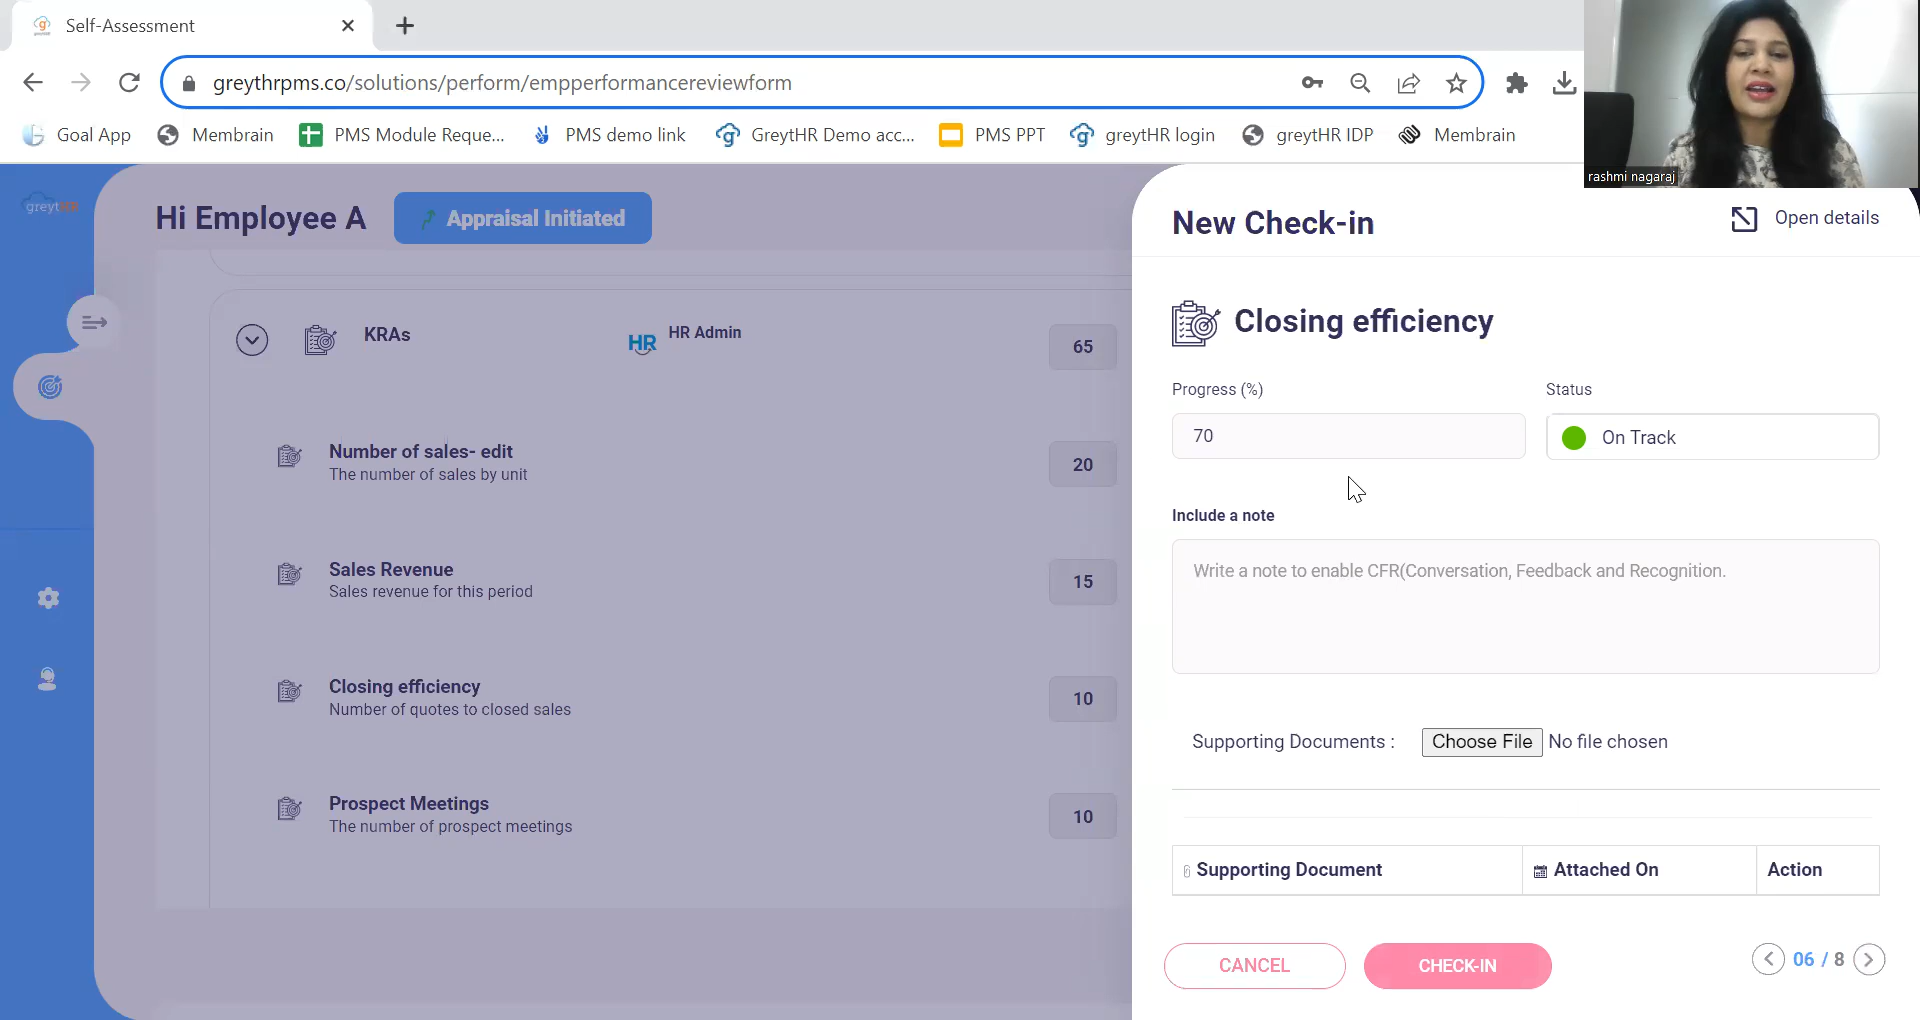 Self-Assessment
greythrpms.co/solutions/perform/empperformancereviewform
Goal App
Membrain
PMS Module Reque...
PMS demo link
GreytHR Demo acc...
PMS PPT
greytHR login
greytHR IDP
Membrain
rashmi nagaraj
greytHR
Hi Employee A
Appraisal Initiated
KRAs
HR
HR Admin
65
Number of sales- edit
The number of sales by unit
20
Sales Revenue
Sales revenue for this period
15
Closing efficiency
Number of quotes to closed sales
10
Prospect Meetings
The number of prospect meetings
10
New Check-in
Open details
Closing efficiency
Progress (%)
Status
70
On Track
Include a note
Write a note to enable CFR(Conversation, Feedback and Recognition.
Supporting Documents :
Choose File No file chosen
Supporting Document
Attached On
Action
CANCEL
CHECK-IN
06 / 8